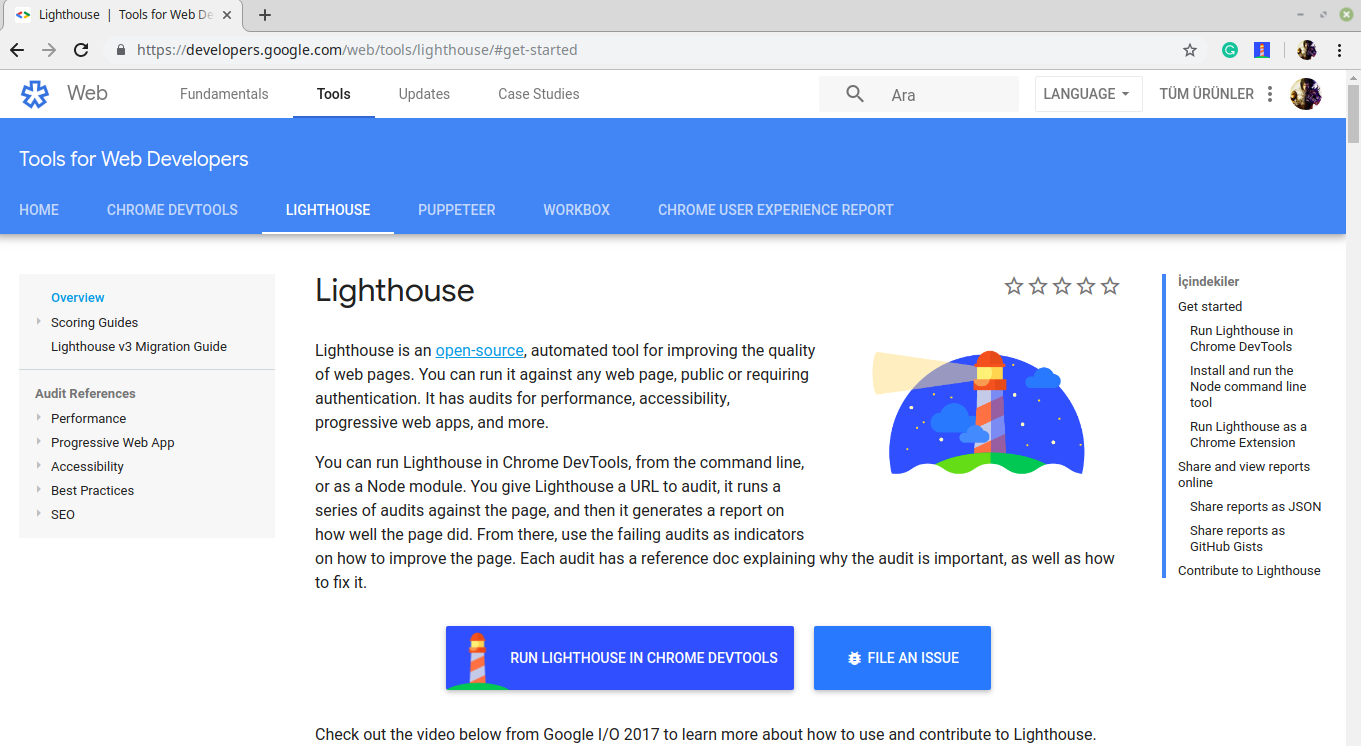 Lighthouse | Tools for Web De
https://developers.google.com/web/tools/lighthouse/#get-started
Web
Fundamentals
Tools
Updates
Case Studies
Ara
LANGUAGE
TÜM ÜRÜNLER
Tools for Web Developers
HOME
CHROME DEVTOOLS
LIGHTHOUSE
PUPPETEER
WORKBOX
CHROME USER EXPERIENCE REPORT
Overview
Scoring Guides
Lighthouse v3 Migration Guide
Audit References
Performance
Progressive Web App
Accessibility
Best Practices
SEO
Lighthouse
Lighthouse is an open-source, automated tool for improving the quality
of web pages. You can run it against any web page, public or requiring
authentication. It has audits for performance, accessibility,
progressive web apps, and more.
You can run Lighthouse in Chrome DevTools, from the command line,
or as a Node module. You give Lighthouse a URL to audit, it runs a
series of audits against the page, and then it generates a report on
how well the page did. From there, use the failing audits as indicators
on how to improve the page. Each audit has a reference doc explaining why the audit is important, as well as how
to fix it.
RUN LIGHTHOUSE IN CHROME DEVTOOLS
FILE AN ISSUE
Check out the video below from Google I/O 2017 to learn more about how to use and contribute to Lighthouse.
İçindekiler
Get started
Run Lighthouse in
Chrome DevTools
Install and run the
Node command line
tool
Run Lighthouse as a
Chrome Extension
Share and view reports
online
Share reports as JSON
Share reports as
GitHub Gists
Contribute to Lighthouse